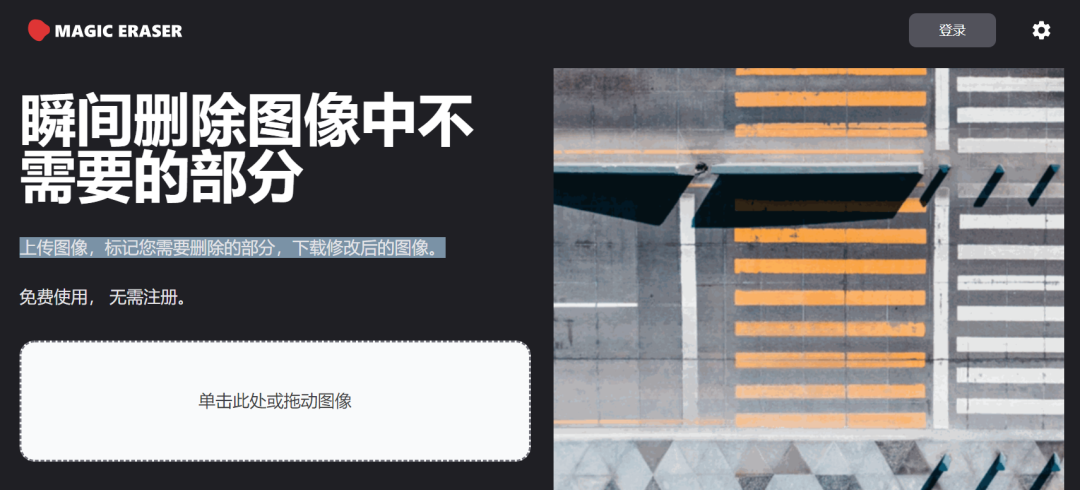 MAGIC ERASER
登录
瞬间删除图像中不
需要的部分
上传图像，标记您需要删除的部分，下载修改后的图像。
免费使用， 无需注册。
单击此处或拖动图像